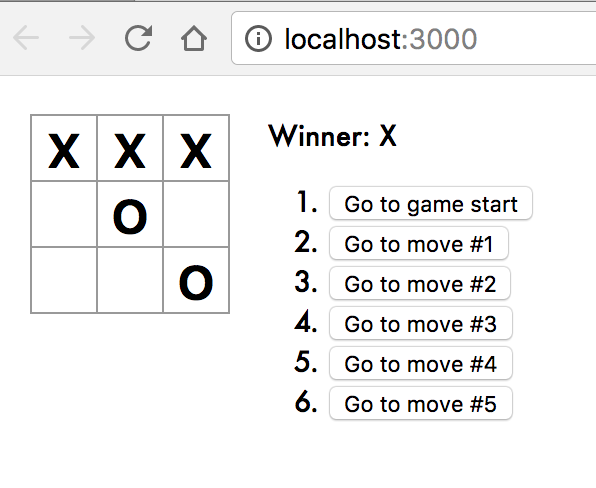 localhost:3000
X X X
O
O
Winner: X
1. Go to game start
2. Go to move #1
3. Go to move #2
4. Go to move #3
5. Go to move #4
6. Go to move #5